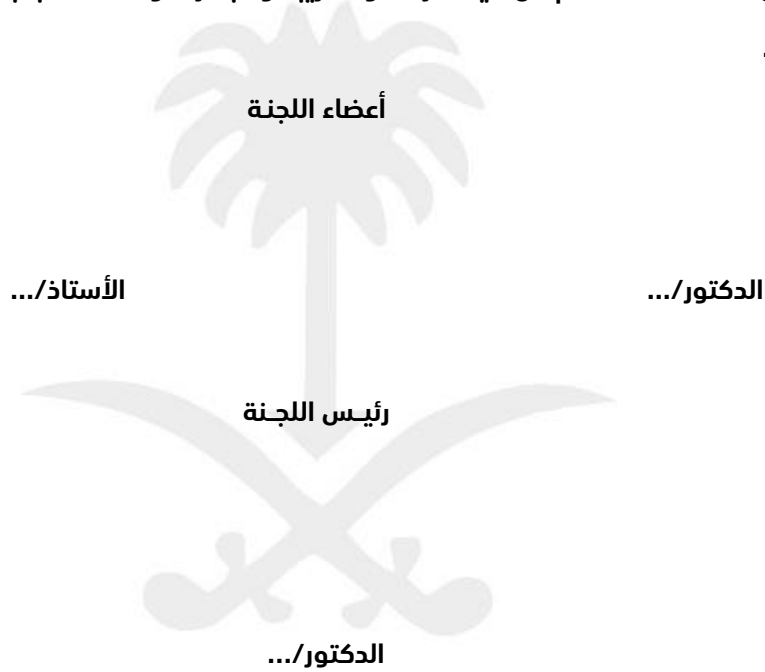 .
أعضاء اللجنة
الدكتور/... الأستاذ/...
رئيـس اللجـنة
الدكتور/...